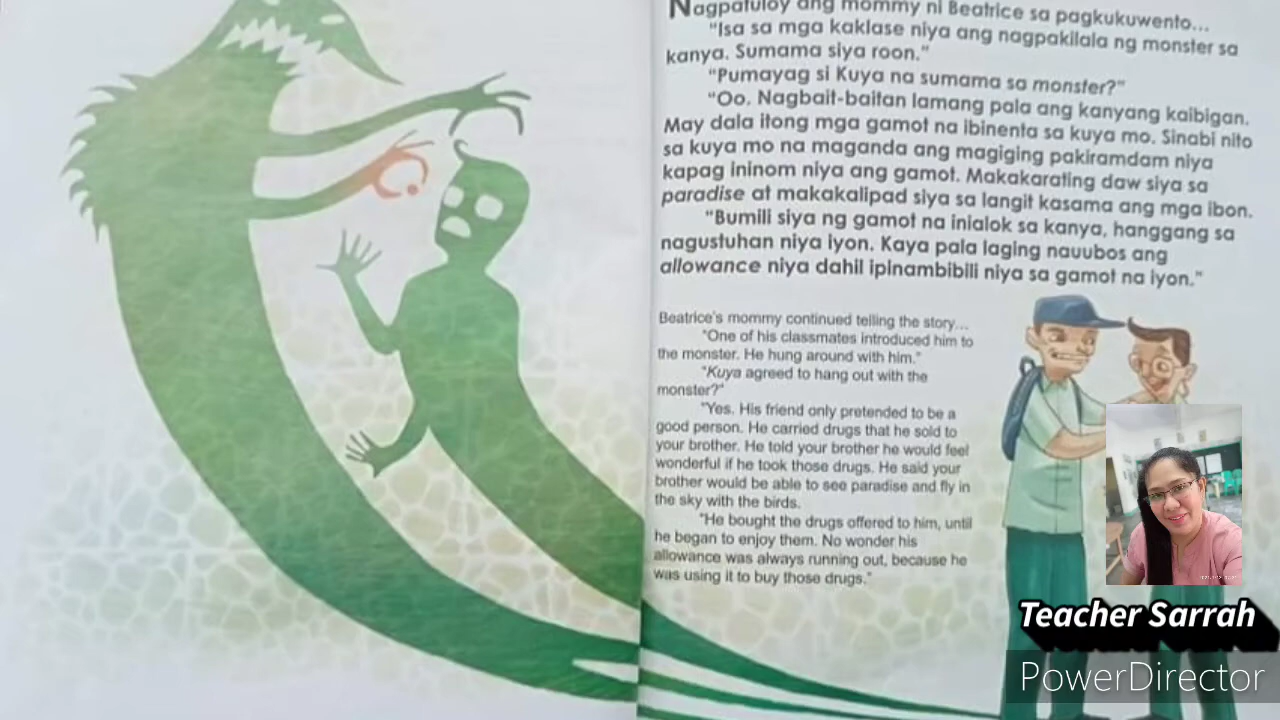 Nagpatuloy ang mommy ni Beatrice sa pagkukuwento...
"Isa sa mga kaklase niya ang nagpakilala ng monster sa
kanya. Sumama siya roon."
"Pumayag si Kuya na sumama sa monster?"
"Oo. Nagbait-baitan lamang pala ang kanyang kaibigan.
May dala itong mga gamot na ibinenta sa kuya mo. Sinabi nito
sa kuya mo na maganda ang magiging pakiramdam niya
kapag ininom niya ang gamot. Makakarating daw siya sa
paradise at makakalipad siya sa langit kasama ang mga ibon.
"Bumili siya ng gamot na inialok sa kanya, hanggang sa
nagustuhan niya iyon. Kaya pala laging nauubos ang
allowance niya dahil ipinambibili niya sa gamot na iyon."
Beatrice's mommy continued telling the story...
"One of his classmates introduced him to
the monster. He hung around with him."
"Kuya agreed to hang out with the
monster?"
"Yes. His friend only pretended to be a
good person. He carried drugs that he sold to
your brother. He told your brother he would feel
wonderful if he took those drugs. He said your
brother would be able to see paradise and fly in
the sky with the birds.
"He bought the drugs offered to him, until
he began to enjoy them. No wonder his
allowance was always running out, because he
was using it to buy those drugs."
Teacher Sarrah
PowerDirector